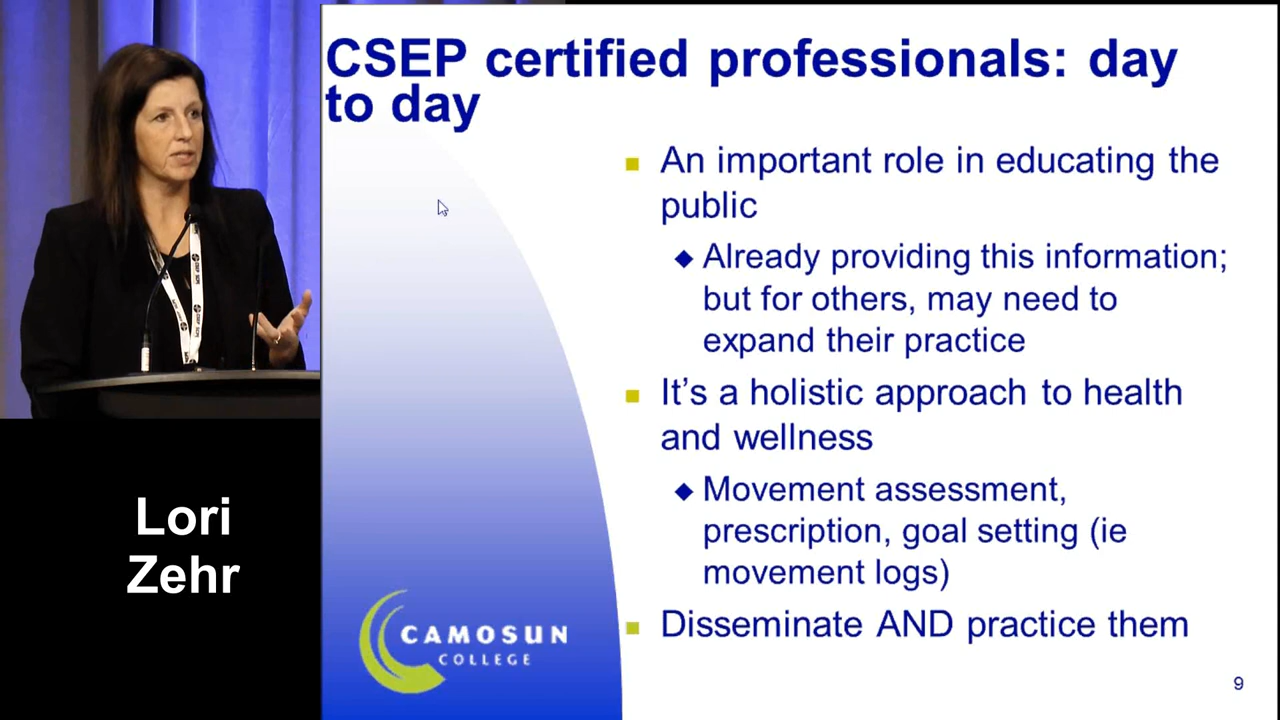 CSEP certified professionals: day
to day
An important role in educating the
public
Already providing this information;
but for others, may need to
expand their practice
It's a holistic approach to health
and wellness
Movement assessment,
prescription, goal setting (ie
movement logs)
Disseminate AND practice them
Lori
Zehr
CAMOSUN
COLLEGE
9